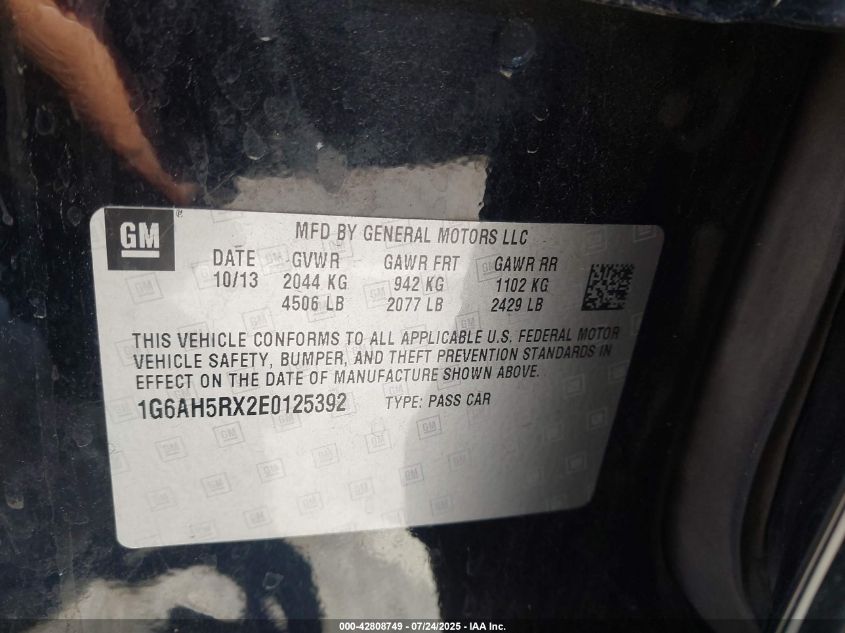 GM ®
MFD BY GENERAL MOTORS LLC
DATE GVWR GAWR FRT GAWR RR
10/13 2044 KG 942 KG 1102 KG
4506 LB 2077 LB 2429 LB
THIS VEHICLE CONFORMS TO ALL APPLICABLE U.S. FEDERAL MOTOR
VEHICLE SAFETY, BUMPER, AND THEFT PREVENTION STANDARDS IN
EFFECT ON THE DATE OF MANUFACTURE SHOWN ABOVE.
1G6AH5RX2E0125392 TYPE: PASS CAR
000-42808749 - 07/24/2025 - IAA Inc.